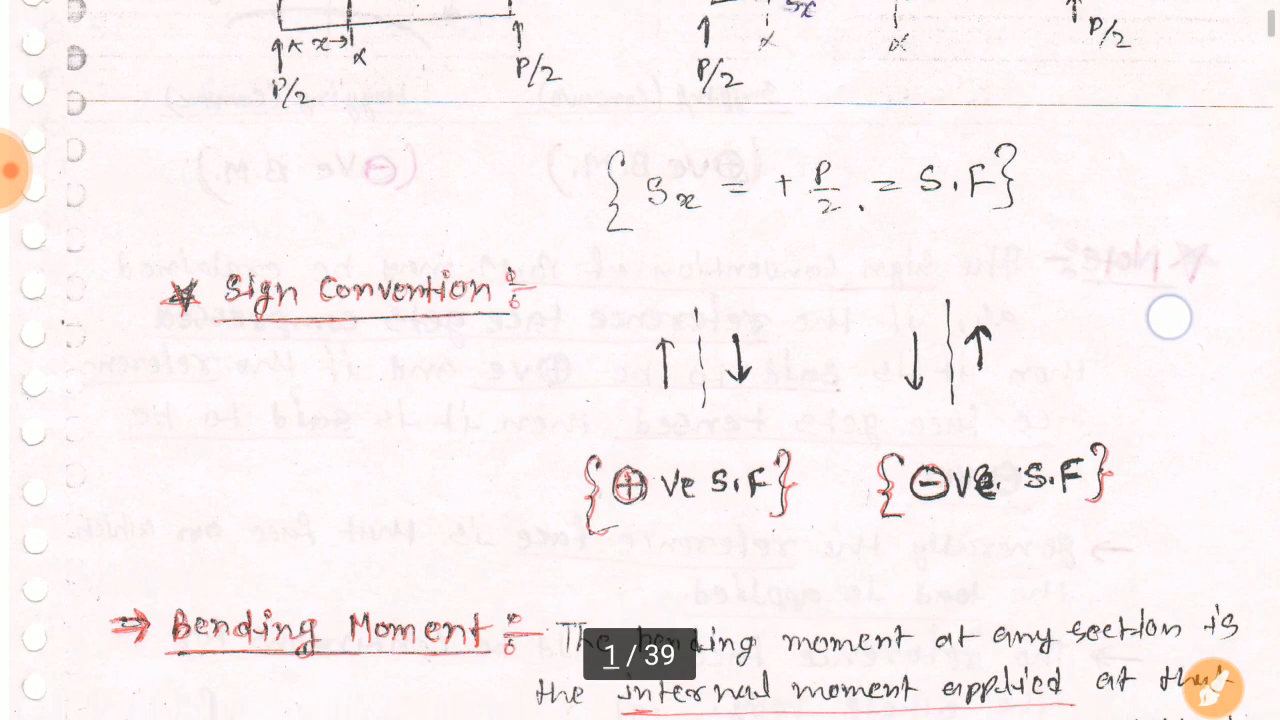 x
x
P/2
P/2
x
x
P/2
P/2
{ Sx = + P/2 . = S.F }
* Sign Convention :-
{ ⊕ ve S.F } { ⊖ ve. S.F }
⇒ Bending Moment :- The bending moment at any section is
the internal moment applied at that
1 / 39